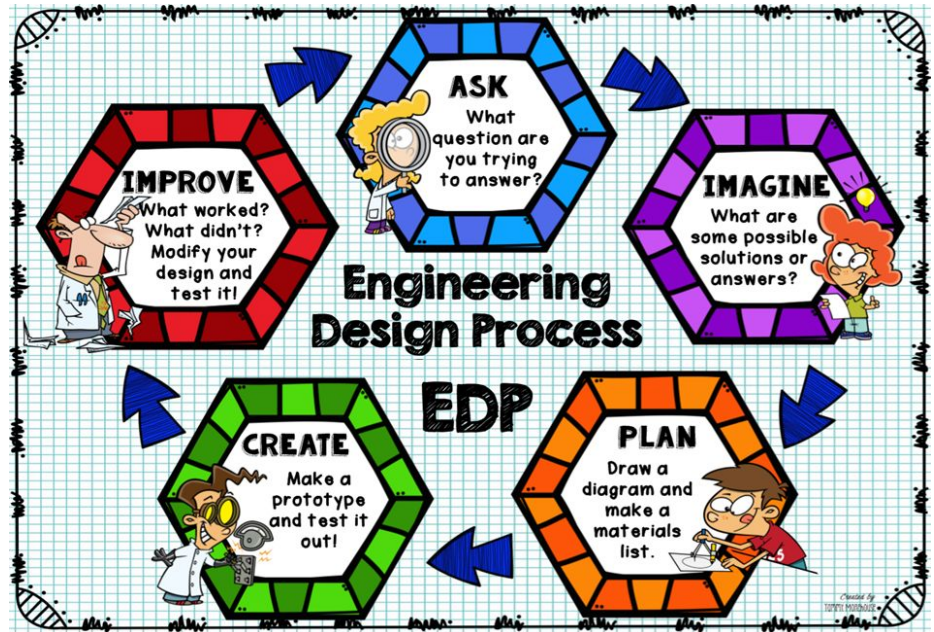 ASK
What
question are
you trying
to answer?
IMAGINE
What are
some possible
solutions or
answers?
PLAN
Draw a
diagram and
make a
materials
list.
CREATE
Make a
prototype
and test it
out!
IMPROVE
What worked?
What didn't?
Modify your
design and
test it!
Engineering
Design Process
EDP
Created by